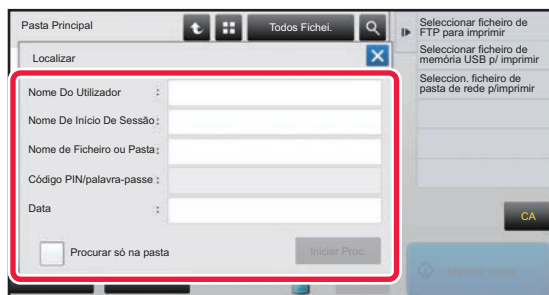 Pasta Principal
Todos Fichei.
Localizar
Nome Do Utilizador :
Nome De Início De Sessão :
Nome de Ficheiro ou Pasta :
Código PIN/palavra-passe :
Data :
Procurar só na pasta
Iniciar Proc.
Seleccionar ficheiro de
FTP para imprimir
Seleccionar ficheiro de
memória USB p/ imprimir
Seleccion. ficheiro de
pasta de rede p/imprimir
CA